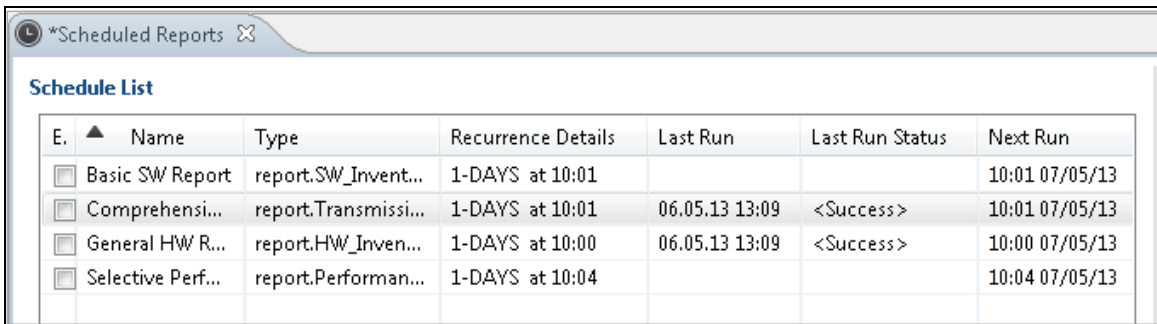 *Scheduled Reports
Schedule List
E. Name Type Recurrence Details Last Run Last Run Status Next Run
Basic SW Report report.SW_Invent... 1-DAYS at 10:01 10:01 07/05/13
Comprehensi... report.Transmissi... 1-DAYS at 10:01 06.05.13 13:09 <Success> 10:01 07/05/13
General HW R... report.HW_Inven... 1-DAYS at 10:00 06.05.13 13:09 <Success> 10:00 07/05/13
Selective Perf... report.Performan... 1-DAYS at 10:04 10:04 07/05/13